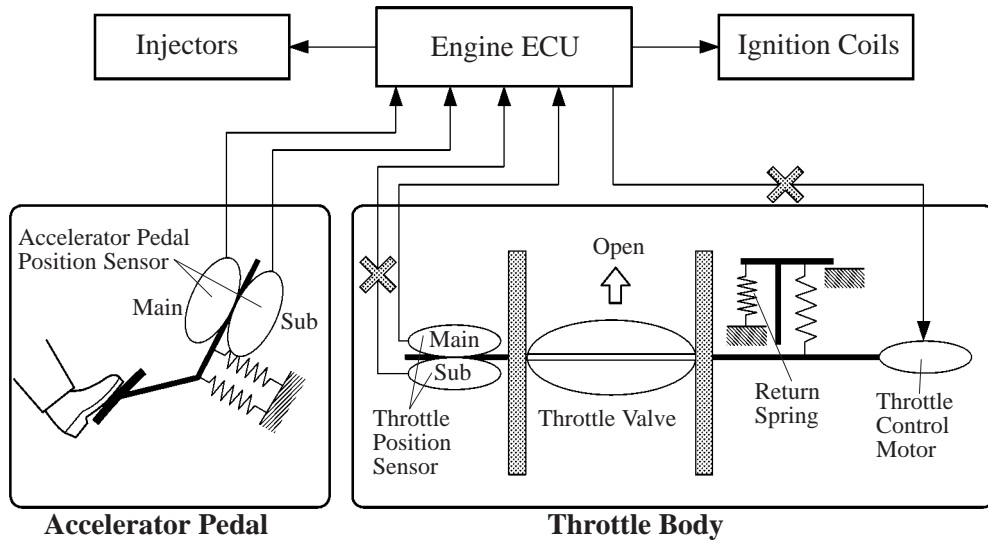 Injectors
Engine ECU
Ignition Coils
Accelerator Pedal
Position Sensor
Main
Sub
Open
Main
Sub
Throttle
Position
Sensor
Throttle Valve
Return
Spring
Throttle
Control
Motor
Accelerator Pedal
Throttle Body